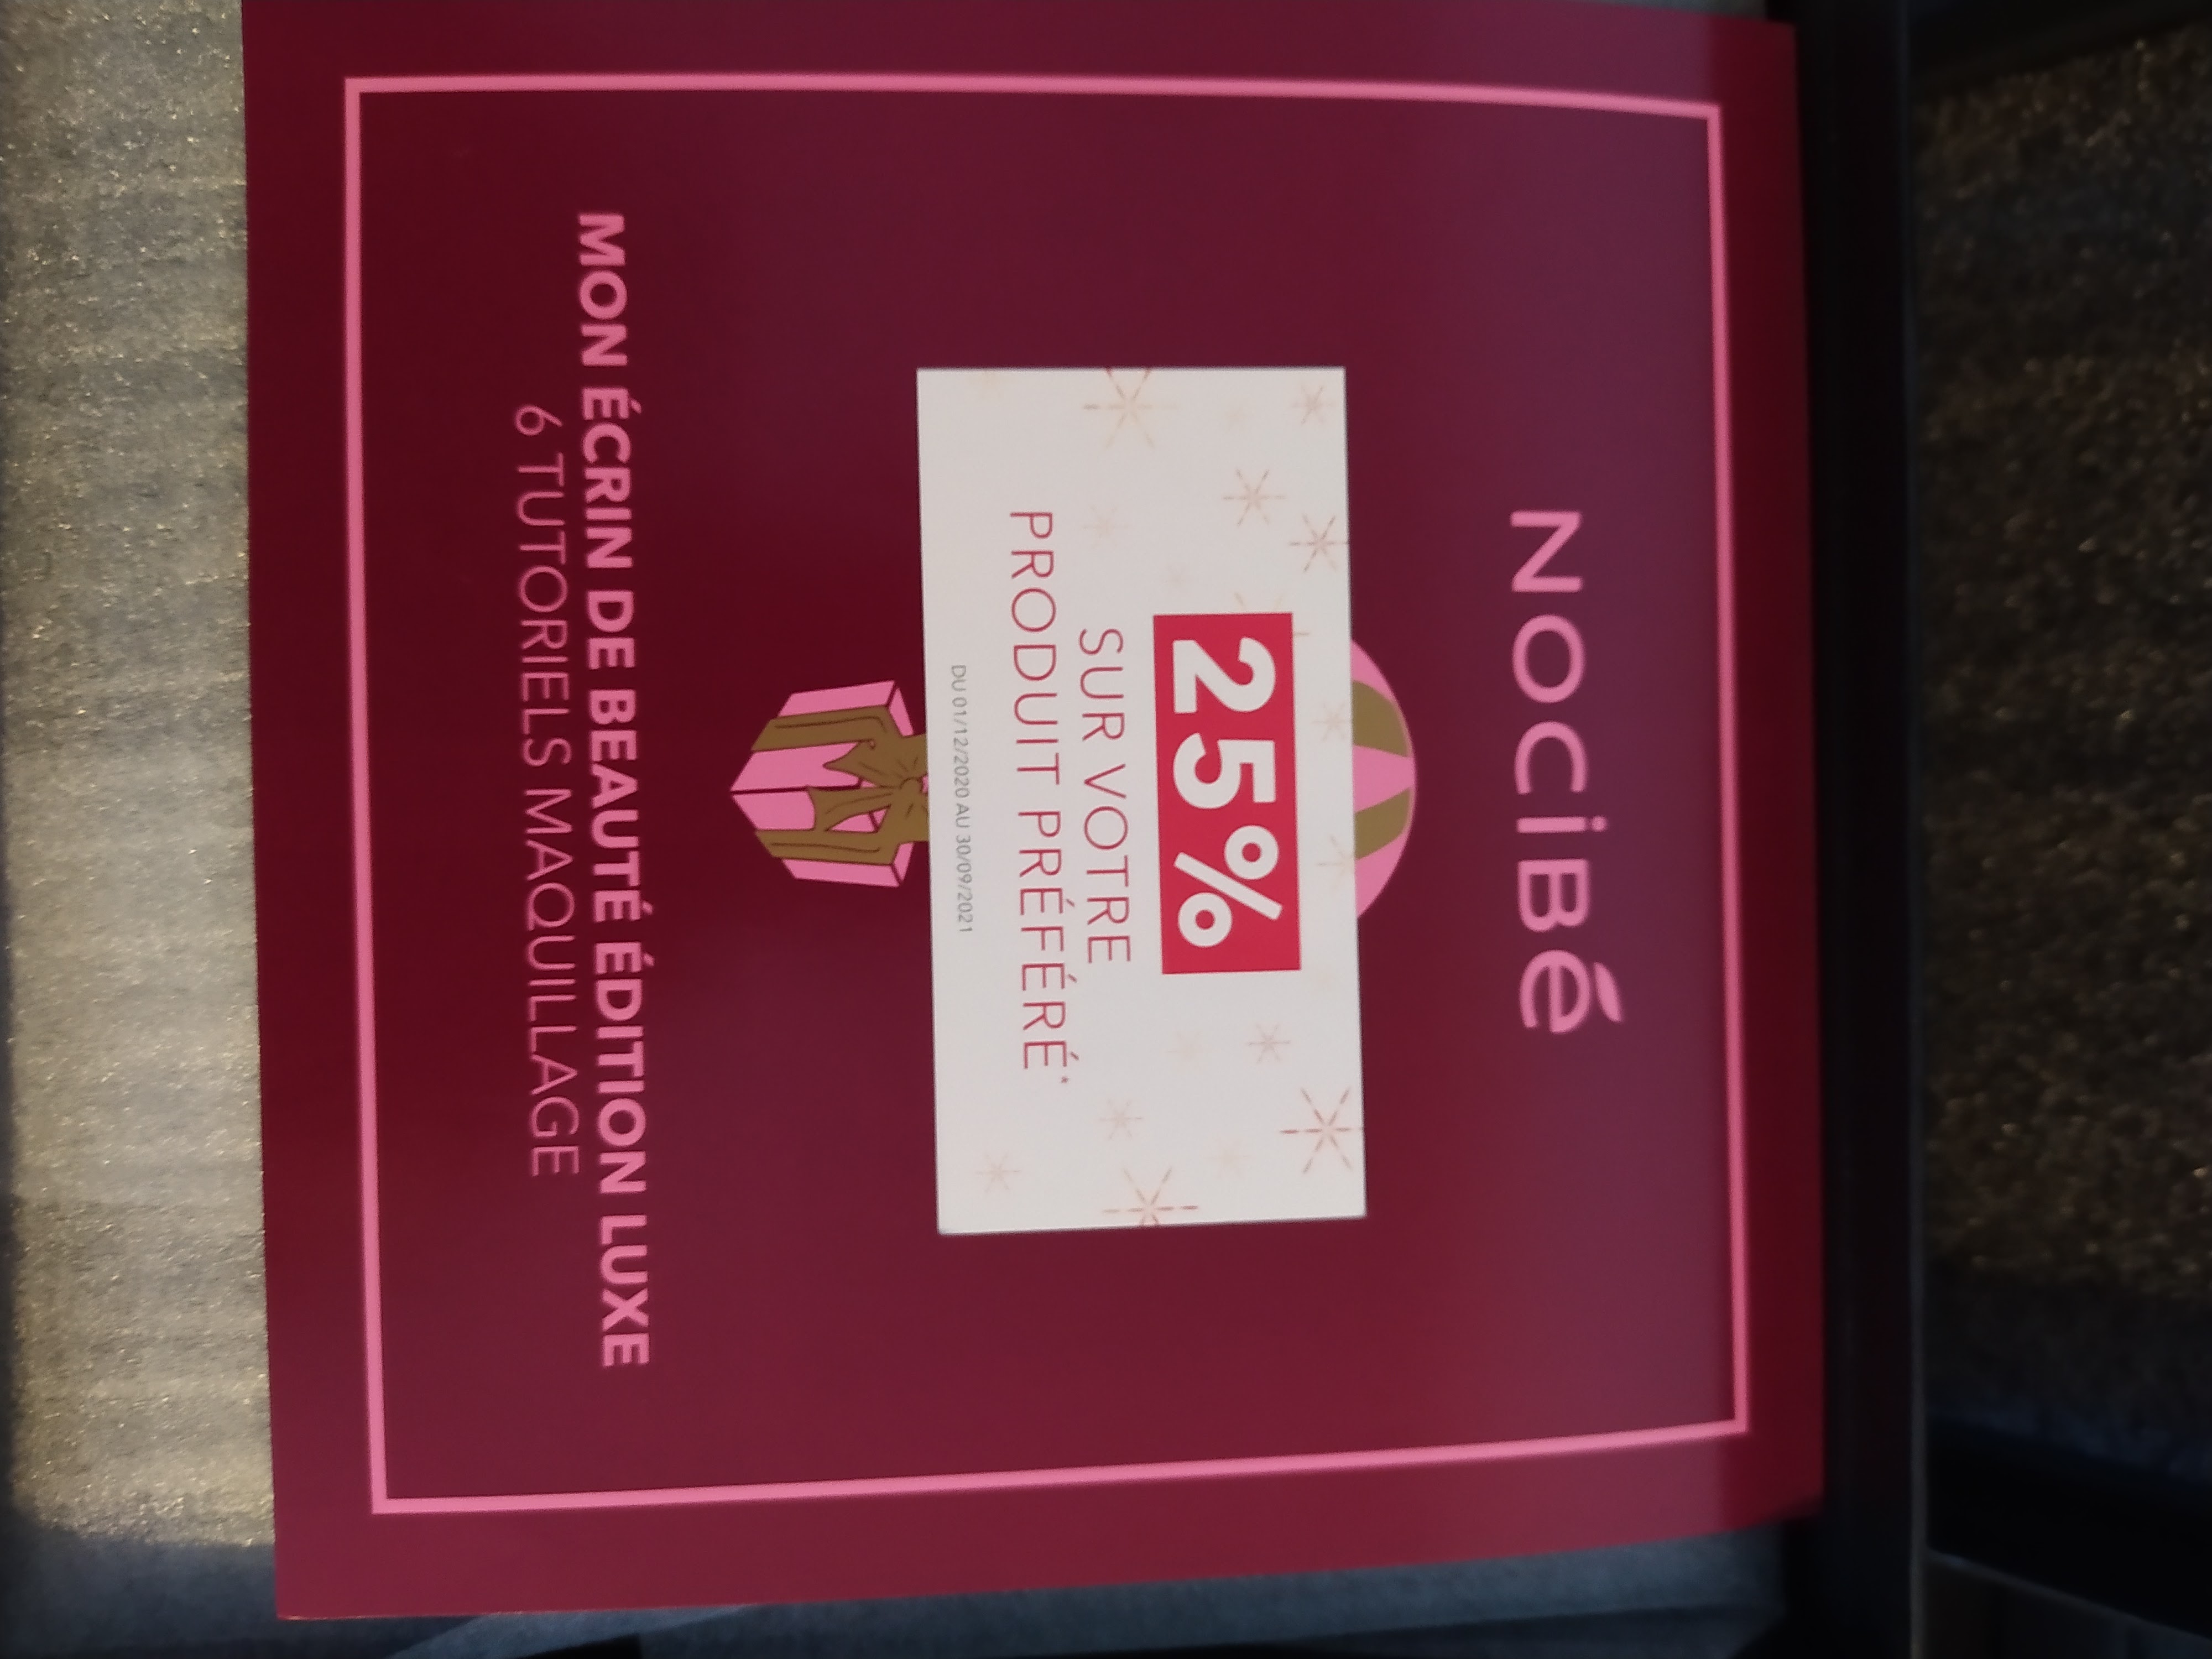 NOCiBé
25%
SUR VOTRE
PRODUIT PRÉFÉRÉ*
DU 01/12/2020 AU 30/09/2021
MON ÉCRIN DE BEAUTÉ ÉDITION LUXE
6 TUTORIELS MAQUILLAGE